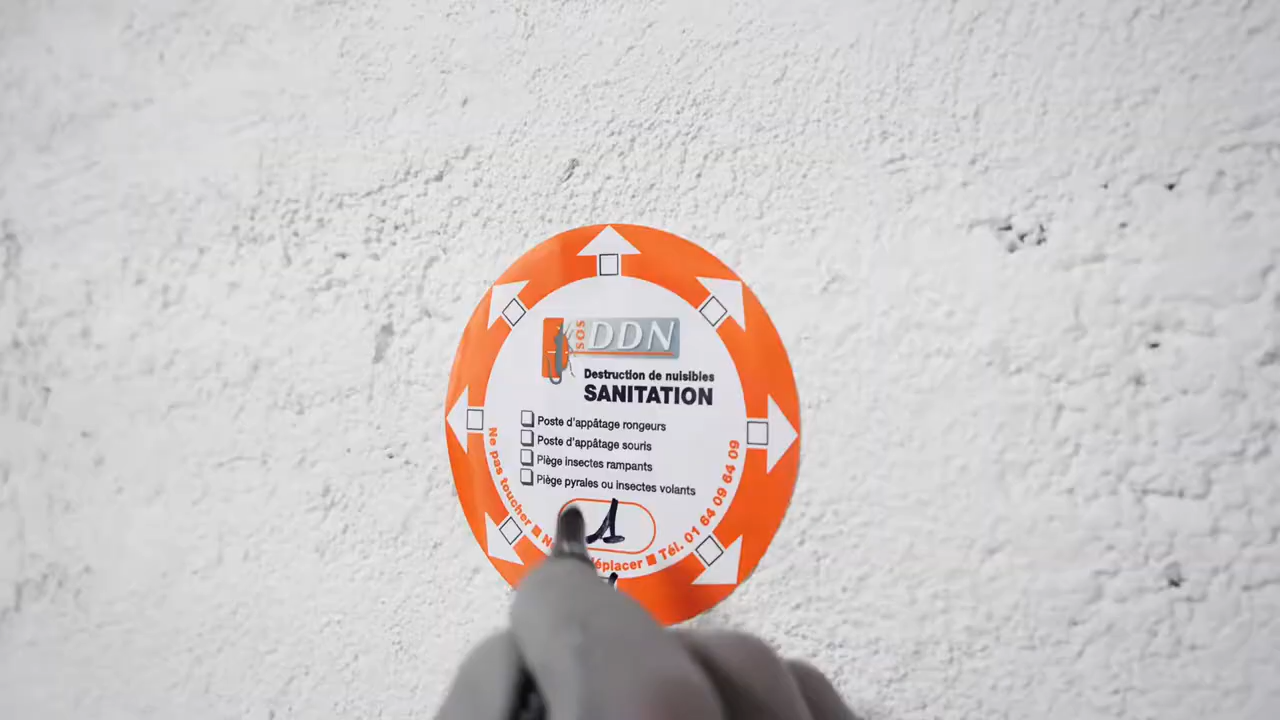 SOS
DDN
Destruction de nuisibles
SANITATION
Poste d'appâtage rongeurs
Poste d'appâtage souris
Piège insectes rampants
Piège pyrales ou insectes volants
1
Ne pas toucher ■ ■ Tél. 01 64 09 64 09